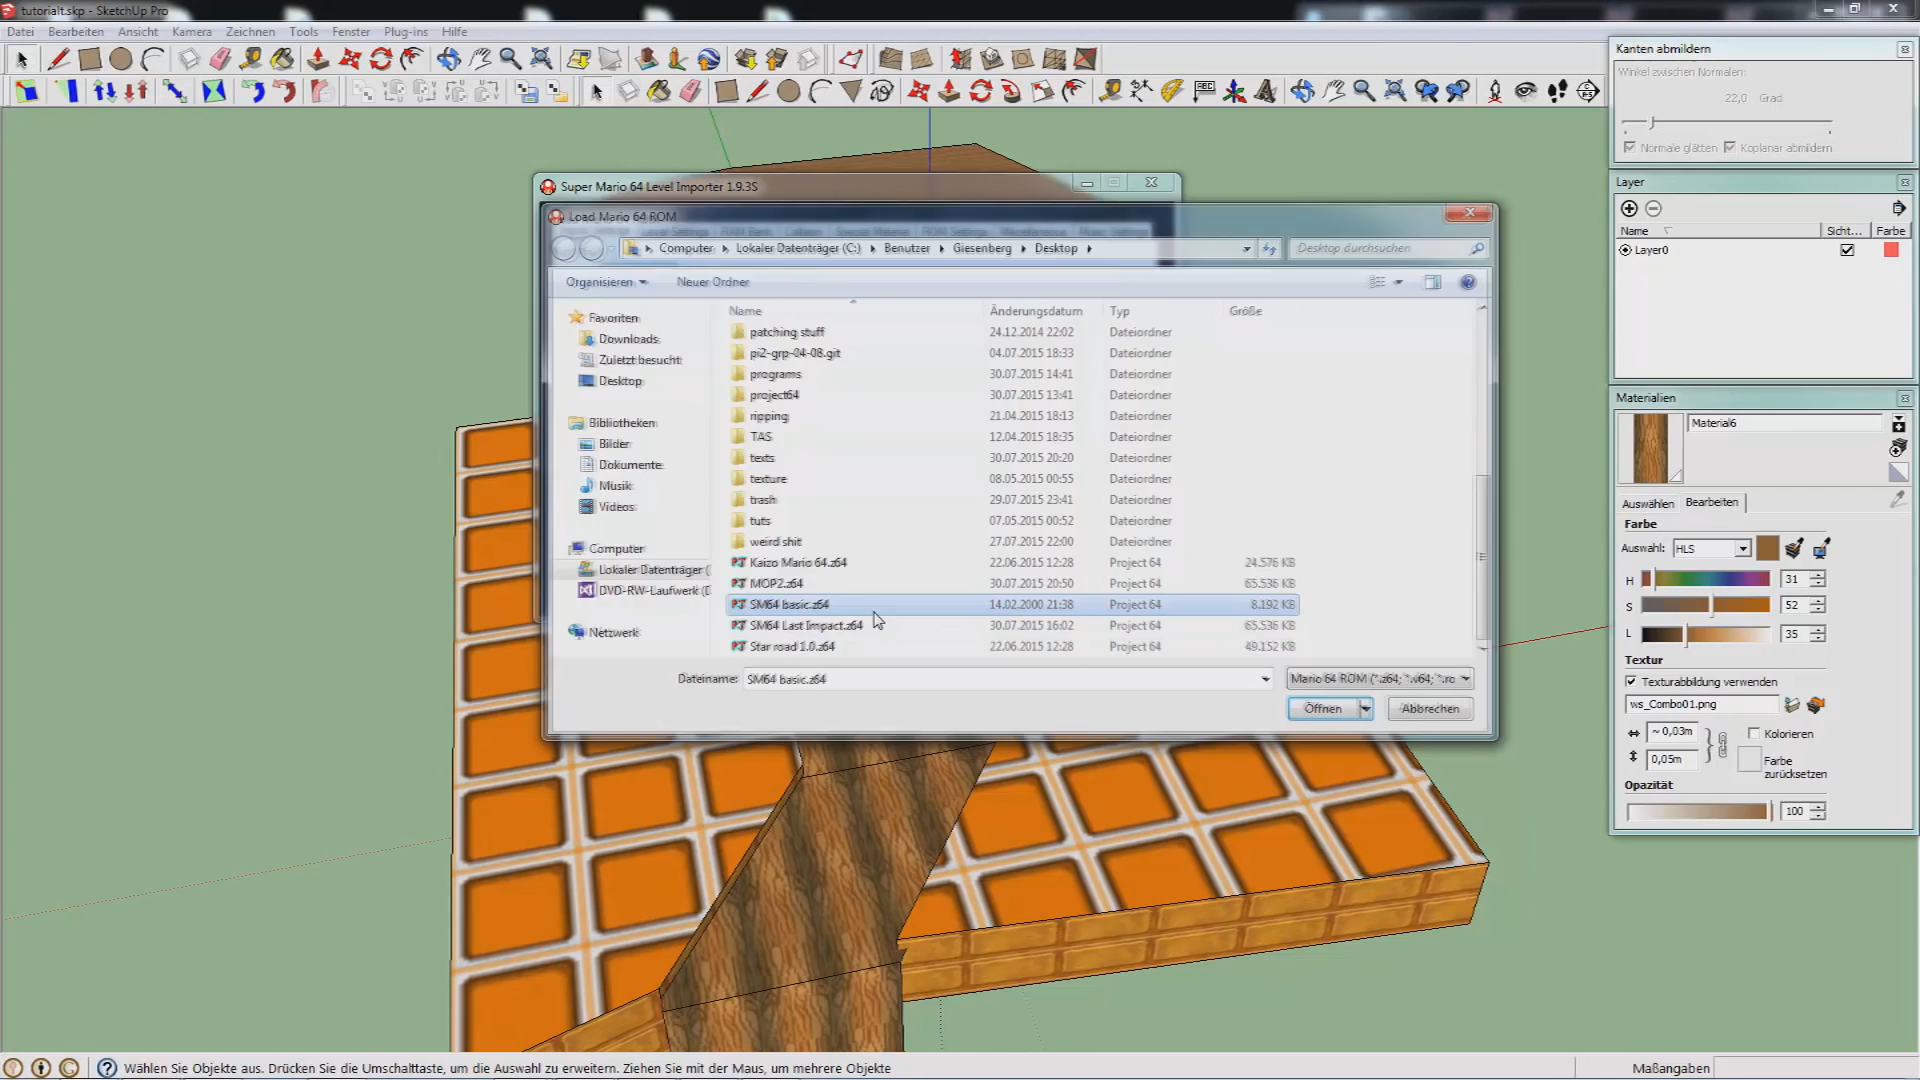 tutorialt.skp - SketchUp Pro
Datei Bearbeiten Ansicht Kamera Zeichnen Tools Fenster Plug-ins Hilfe
Kanten abmildern
Winkel zwischen Normalen:
22,0 Grad
Normale glätten Koplanar abmildern
Layer
Name Sicht... Farbe
Layer0
Materialien
Material6
Auswählen Bearbeiten
Farbe
Auswahl: HLS
H 31
S 52
L 35
Textur
Texturabbildung verwenden
ws_Combo01.png
~ 0,03m Kolorieren
0,05m Farbe
zurücksetzen
Opazität
100
Super Mario 64 Level Importer 1.9.3S
Load Mario 64 ROM
Computer Lokaler Datenträger (C:) Benutzer Giesenberg Desktop Desktop durchsuchen
Organisieren Neuer Ordner
Favoriten
Downloads
Zuletzt besucht
Desktop
Bibliotheken
Bilder
Dokumente
Musik
Videos
Computer
Lokaler Datenträger (
DVD-RW-Laufwerk (D
Netzwerk
Name Änderungsdatum Typ Größe
patching stuff 24.12.2014 22:02 Dateiordner
pi2-grp-04-08.git 04.07.2015 18:33 Dateiordner
programs 30.07.2015 14:41 Dateiordner
project64 30.07.2015 13:41 Dateiordner
ripping 21.04.2015 18:13 Dateiordner
TAS 12.04.2015 18:35 Dateiordner
texts 30.07.2015 20:20 Dateiordner
texture 08.05.2015 00:55 Dateiordner
trash 29.07.2015 23:41 Dateiordner
tuts 07.05.2015 00:52 Dateiordner
weird shit 27.07.2015 22:00 Dateiordner
Kaizo Mario 64.z64 22.06.2015 12:28 Project 64 24.576 KB
MOP2.z64 30.07.2015 20:50 Project 64 65.536 KB
SM64 basic.z64 14.02.2000 21:38 Project 64 8.192 KB
SM64 Last Impact.z64 30.07.2015 16:02 Project 64 65.536 KB
Star road 1.0.z64 22.06.2015 12:28 Project 64 49.152 KB
Dateiname: SM64 basic.z64 Mario 64 ROM (*.z64; *.v64; *.ro
Öffnen Abbrechen
Wählen Sie Objekte aus. Drücken Sie die Umschalttaste, um die Auswahl zu erweitern. Ziehen Sie mit der Maus, um mehrere Objekte
Maßangaben